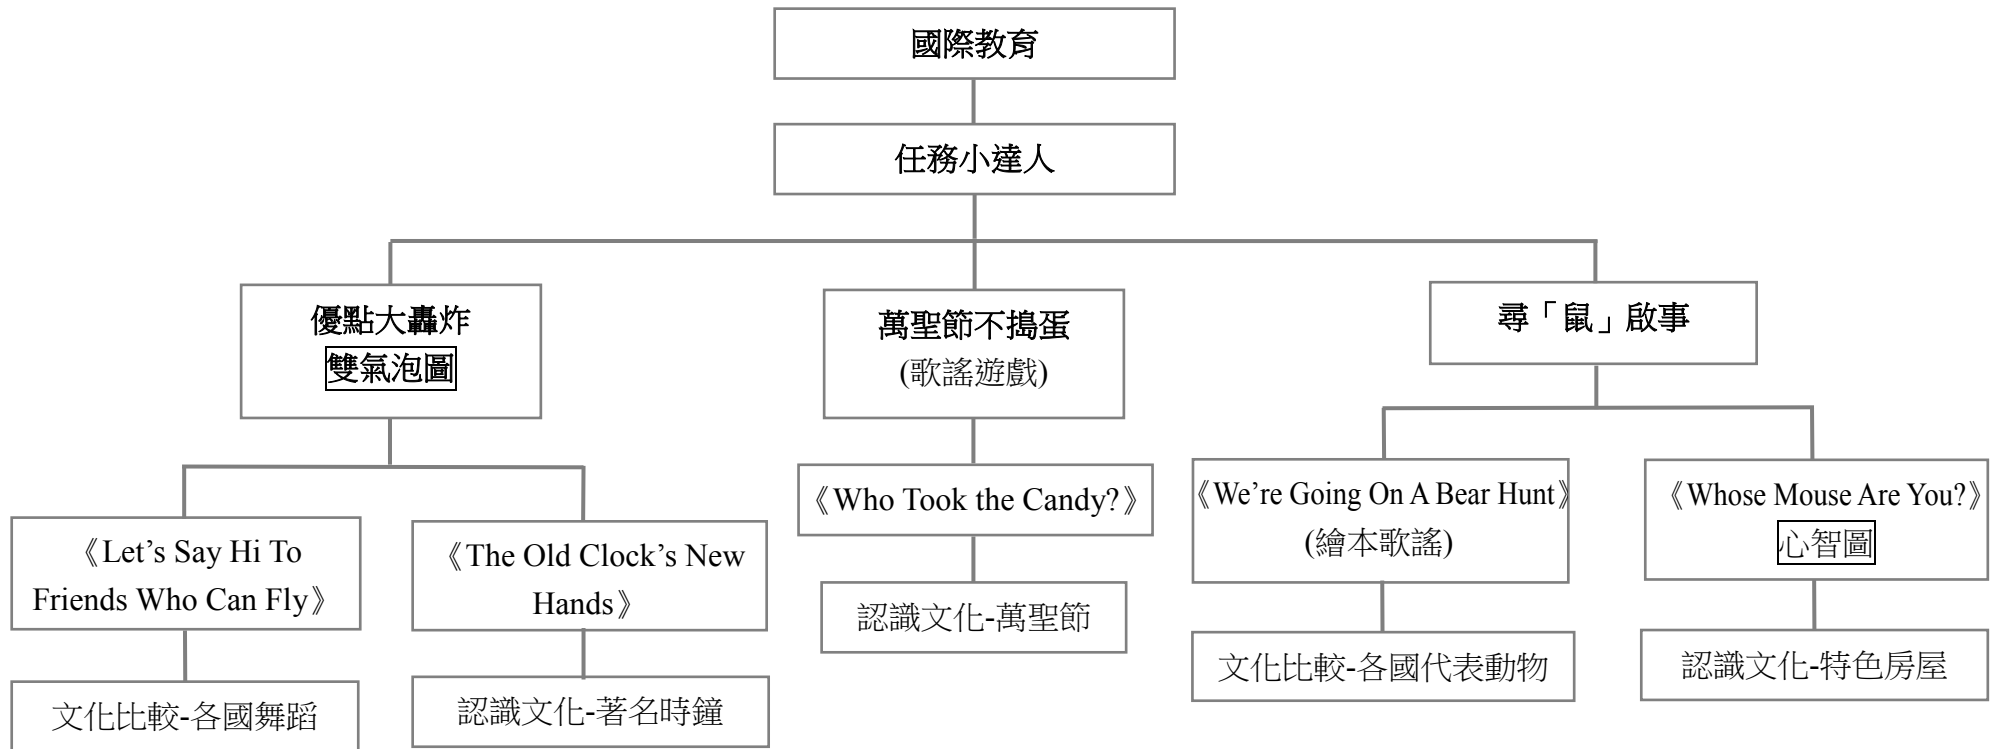 國際教育
任務小達人
優點大轟炸
雙氣泡圖
萬聖節不搗蛋
(歌謠遊戲)
尋「鼠」啟事
《Let’s Say Hi To
Friends Who Can Fly》
《The Old Clock’s New
Hands》
《Who Took the Candy?》
《We’re Going On A Bear Hunt》
(繪本歌謠)
《Whose Mouse Are You?》
心智圖
文化比較-各國舞蹈
認識文化-著名時鐘
認識文化-萬聖節
文化比較-各國代表動物
認識文化-特色房屋